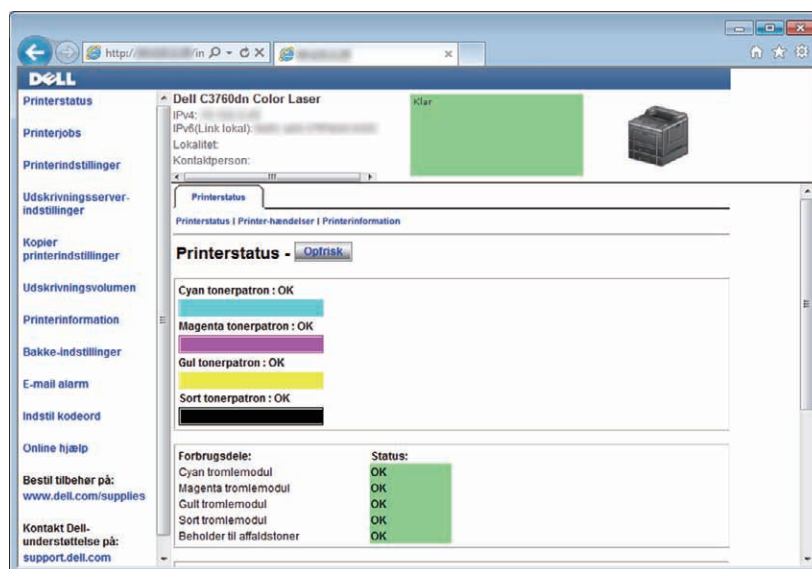 http://
/in
DELL
Printerstatus
Printerjobs
Printerindstillinger
Udskrivningsserver-
indstillinger
Kopier
printerindstillinger
Udskrivningsvolumen
Printerinformation
Bakke-indstillinger
E-mail alarm
Indstil kodeord
Online hjælp
Bestil tilbehør på:
www.dell.com/supplies
Kontakt Dell-
understøttelse på:
support.dell.com
Dell C3760dn Color Laser
IPv4:
IPv6(Link lokal):
Lokalitet:
Kontaktperson:
Klar
Printerstatus
Printerstatus | Printer-hændelser | Printerinformation
Printerstatus - Opfrisk
Cyan tonerpatron : OK
Magenta tonerpatron : OK
Gul tonerpatron : OK
Sort tonerpatron : OK
Forbrugsdele: Status:
Cyan tromlemodul OK
Magenta tromlemodul OK
Gult tromlemodul OK
Sort tromlemodul OK
Beholder til affaldstoner OK